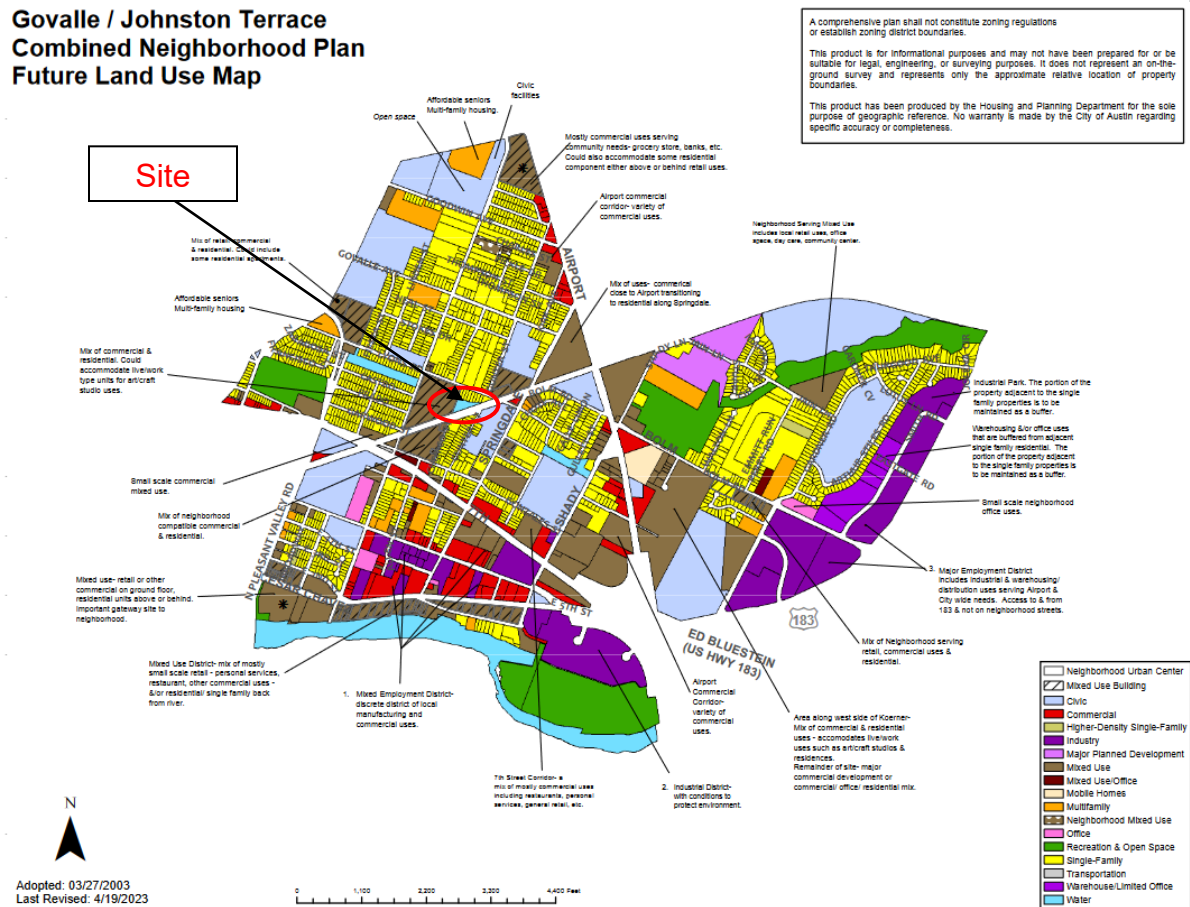 Govalle / Johnston Terrace
Combined Neighborhood Plan
Future Land Use Map
A comprehensive plan shall not constitute zoning regulations
or establish zoning district boundaries.
This product is for informational purposes and may not have been prepared for or be
suitable for legal, engineering, or surveying purposes. It does not represent an on-the-
ground survey and represents only the approximate relative location of property
boundaries.
This product has been produced by the Housing and Planning Department for the sole
purpose of geographic reference. No warranty is made by the City of Austin regarding
specific accuracy or completeness.
Civic
facilities
Affordable seniors
Multi-family housing.
Open space
Mostly commercial uses serving
community needs- grocery store, banks, etc.
Could also accommodate some residential
component either above or behind retail uses.
Site
Airport commercial
corridor- variety of
commercial uses.
GOODWIN AVE
Neighborhood Serving Mixed Use
includes local retail uses, office
space, day care, community center.
Mix of retail, commercial
& residential. Could include
some residential apartments.
GOVALLE AVE
AIRPORT
Mix of uses- commerical
close to Airport transitioning
to residential along Springdale.
Affordable seniors
Multi-family housing
Mix of commercial &
residential. Could
accommodate live/work
type units for art/craft
studio uses.
Industrial Park. The portion of the
property adjacent to the single
family properties is to be
maintained as a buffer.
Warehousing &/or office uses
that are buffered from adjacent
single family residential. The
portion of the property adjacent
to the single family properties is
to be maintained as a buffer.
SPRINGDALE
BOLM
Small scale commercial
mixed use.
Small scale neighborhood
office uses.
N PLEASANT VALLEY RD
SHADY
Mix of neighborhood
compatible commercial
& residential.
3. Major Employment District
includes industrial & warehousing/
distribution uses serving Airport &
City wide needs. Access to & from
183 & not on neighborhood streets.
Mixed use- retail or other
commercial on ground floor,
residential units above or behind.
Important gateway site to
neighborhood.
E 5TH ST
183
ED BLUESTEIN
(US HWY 183)
Mix of Neighborhood serving
retail, commercial uses &
residential.
Mixed Use District- mix of mostly
small scale retail - personal services,
restaurant, other commercial uses -
&/or residential/ single family back
from river.
1. Mixed Employment District-
discrete district of local
manufacturing and
commercial uses.
Airport
Commercial
Corridor-
variety of
commercial
uses.
Area along west side of Koerner-
Mix of commercial & residential
uses - accomodates live/work
uses such as art/craft studios &
residences.
Remainder of site- major
commercial development or
commercial/ office/ residential mix.
7th Street Corridor- a
mix of mostly commercial uses
including restaurants, personal
services, general retail, etc.
2. Industrial District-
with conditions to
protect environment.
Neighborhood Urban Center
Mixed Use Building
Civic
Commercial
Higher-Density Single-Family
Industry
Major Planned Development
Mixed Use
Mixed Use/Office
Mobile Homes
Multifamily
Neighborhood Mixed Use
Office
Recreation & Open Space
Single-Family
Transportation
Warehouse/Limited Office
Water
N
Adopted: 03/27/2003
Last Revised: 4/19/2023
0 1,100 2,200 3,300 4,400 Feet